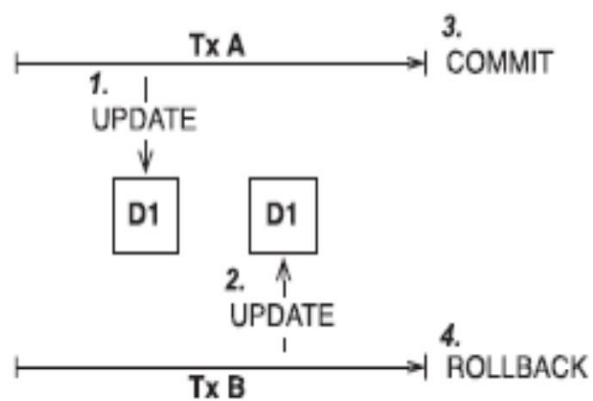 Tx A
3.
COMMIT
1.
UPDATE
D1 D1
2.
UPDATE
4.
ROLLBACK
Tx B